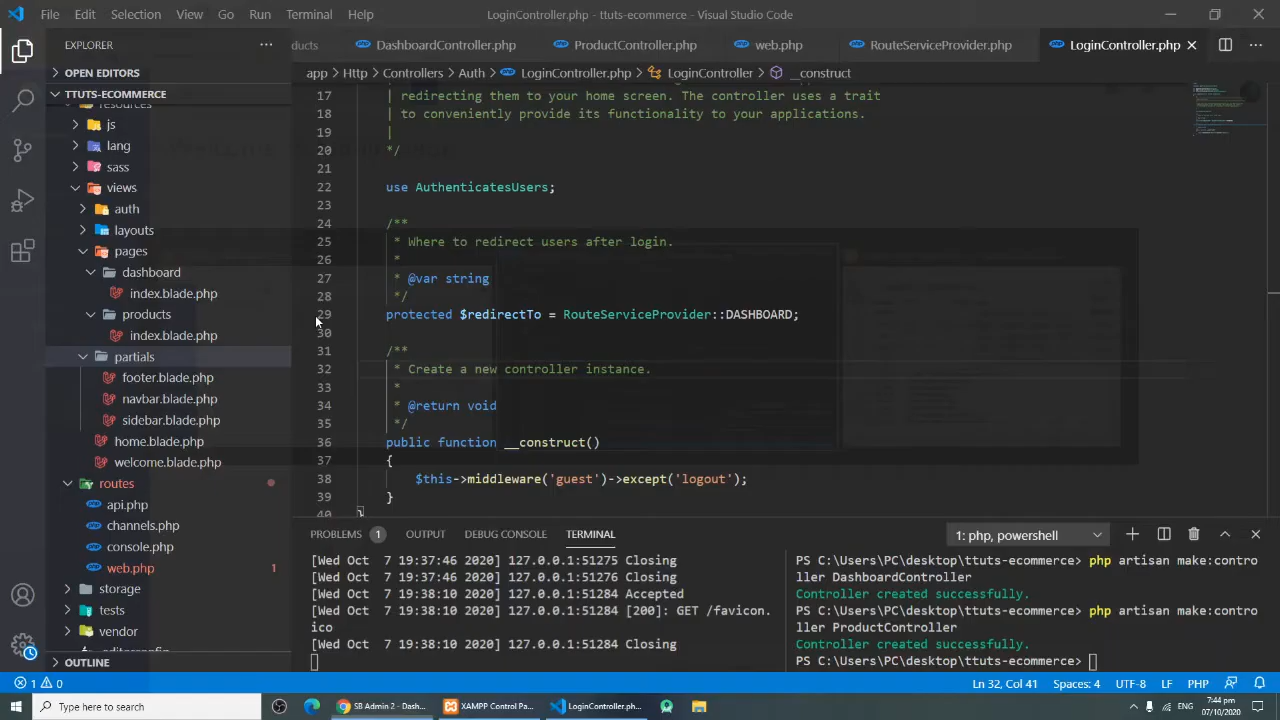 File Edit Selection View Go Run Terminal Help
LoginController.php - ttuts-ecommerce - Visual Studio Code
EXPLORER
OPEN EDITORS
TTUTS-ECOMMERCE
resources
js
lang
sass
views
auth
layouts
pages
dashboard
index.blade.php
products
index.blade.php
partials
footer.blade.php
navbar.blade.php
sidebar.blade.php
home.blade.php
welcome.blade.php
routes
api.php
channels.php
console.php
web.php 1
storage
tests
vendor
.editorconfig
OUTLINE
ducts DashboardController.php ProductController.php web.php RouteServiceProvider.php LoginController.php
app > Http > Controllers > Auth > LoginController.php > LoginController > __construct
17 | redirecting them to your home screen. The controller uses a trait
18 | to conveniently provide its functionality to your applications.
19 |
20 */
21
22 use AuthenticatesUsers;
23
24 /**
25 * Where to redirect users after login.
26 *
27 * @var string
28 */
29 protected $redirectTo = RouteServiceProvider::DASHBOARD;
30
31 /**
32 * Create a new controller instance.
33 *
34 * @return void
35 */
36 public function __construct()
37 {
38 $this->middleware('guest')->except('logout');
39 }
40 }
PROBLEMS 1 OUTPUT DEBUG CONSOLE TERMINAL 1: php, powershell
[Wed Oct  7 19:37:46 2020] 127.0.0.1:51275 Closing
[Wed Oct  7 19:37:46 2020] 127.0.0.1:51276 Closing
[Wed Oct  7 19:38:10 2020] 127.0.0.1:51284 Accepted
[Wed Oct  7 19:38:10 2020] 127.0.0.1:51284 [200]: GET /favicon.
ico
[Wed Oct  7 19:38:10 2020] 127.0.0.1:51284 Closing
PS C:\Users\PC\desktop\ttuts-ecommerce> php artisan make:contro
ller DashboardController
Controller created successfully.
PS C:\Users\PC\desktop\ttuts-ecommerce> php artisan make:contro
ller ProductController
Controller created successfully.
PS C:\Users\PC\desktop\ttuts-ecommerce>
1 0 Ln 32, Col 41 Spaces: 4 UTF-8 LF PHP
Type here to search
SB Admin 2 - Dash... XAMPP Control Pa... LoginController.ph...
ENG 7:44 pm
07/10/2020